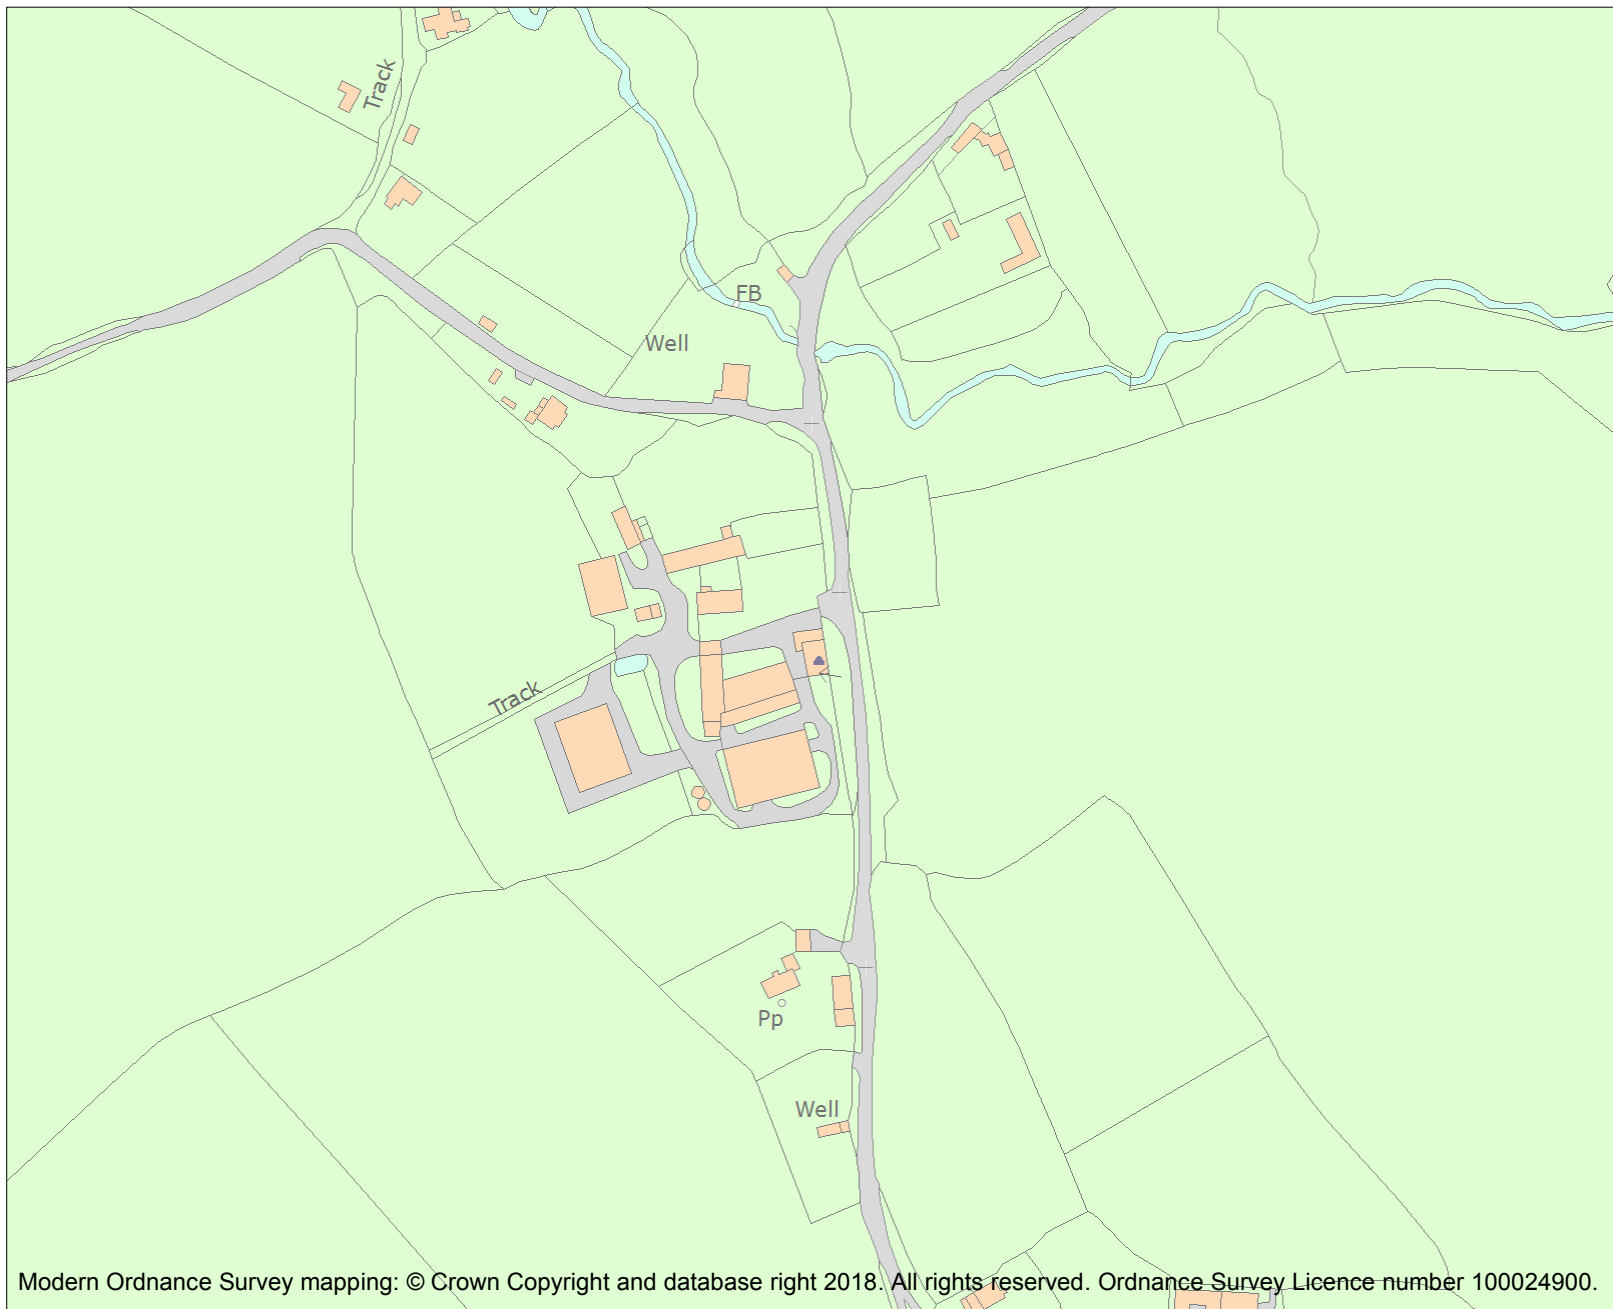 Track
FB
Well
Track
Pp
Well
Modern Ordnance Survey mapping: © Crown Copyright and database right 2018. All rights reserved. Ordnance Survey Licence number 100024900.